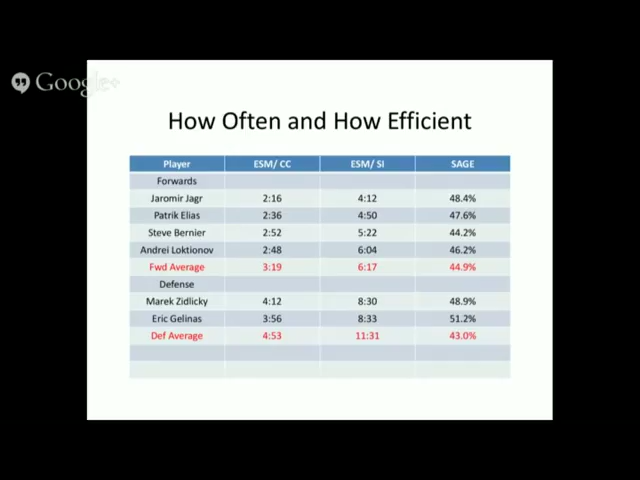 Google+
How Often and How Efficient
Player ESM/ CC ESM/ SI SAGE
Forwards
Jaromir Jagr 2:16 4:12 48.4%
Patrik Elias 2:36 4:50 47.6%
Steve Bernier 2:52 5:22 44.2%
Andrei Loktionov 2:48 6:04 46.2%
Fwd Average 3:19 6:17 44.9%
Defense
Marek Zidlicky 4:12 8:30 48.9%
Eric Gelinas 3:56 8:33 51.2%
Def Average 4:53 11:31 43.0%